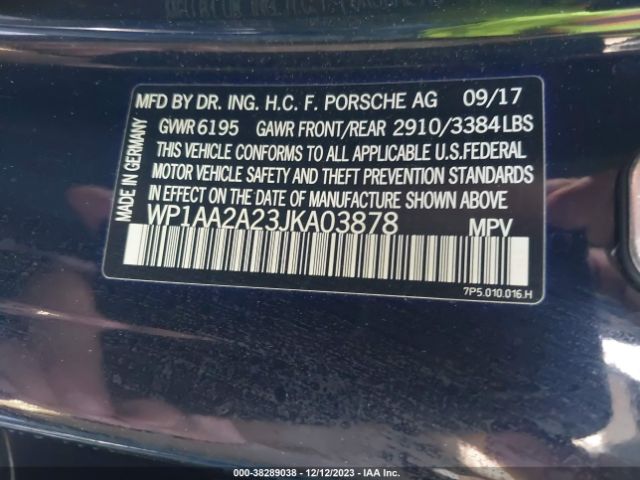 MFD BY DR. ING. H.C. F. PORSCHE AG 09/17
GVWR 6195 GAWR FRONT/REAR 2910/3384 LBS
THIS VEHICLE CONFORMS TO ALL APPLICABLE U.S.FEDERAL
MOTOR VEHICLE SAFETY AND THEFT PREVENTION STANDARDS
IN EFFECT ON THE DATE OF MANUFACTURE SHOWN ABOVE.
WP1AA2A23JKA03878 MPV
MADE IN GERMANY
7P5.010.016.H
000-38289038 - 12/12/2023 - IAA Inc.